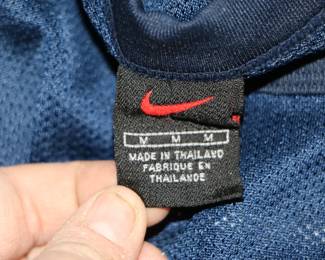 M M M
MADE IN THAILAND
FABRIQUE EN
THAILANDE